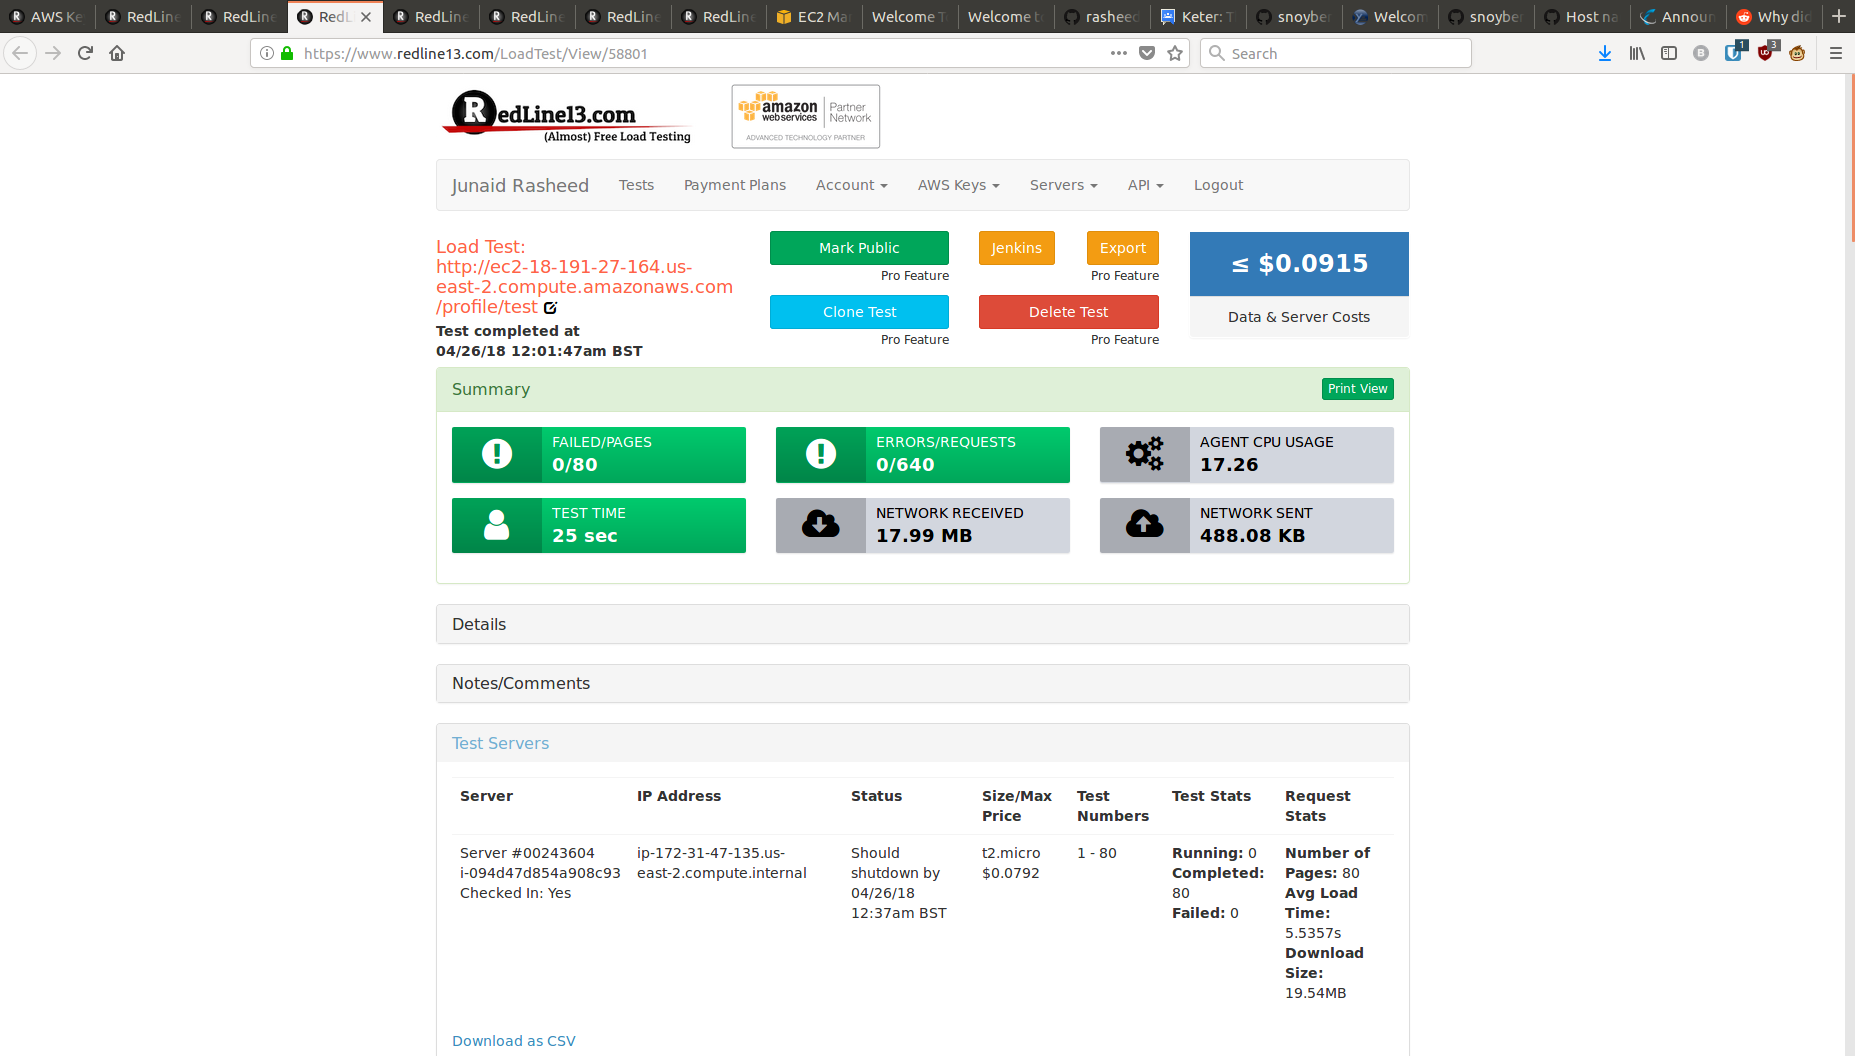 AWS Ke
RedLine
RedLine
RedL
RedLine
RedLine
RedLine
RedLine
EC2 Ma
Welcome T
Welcome to
rasheed
Keter: T
snoyber
Welcom
snoyber
Host na
Announ
Why did
https://www.redline13.com/LoadTest/View/58801
Search
1
3
RedLine13.com
(Almost) Free Load Testing
amazon
webservices
Partner
Network
ADVANCED TECHNOLOGY PARTNER
Junaid Rasheed Tests Payment Plans Account AWS Keys Servers API Logout
Load Test:
http://ec2-18-191-27-164.us-
east-2.compute.amazonaws.com
/profile/test
Test completed at
04/26/18 12:01:47am BST
Mark Public
Pro Feature
Jenkins
Export
Pro Feature
Clone Test
Pro Feature
Delete Test
Pro Feature
≤ $0.0915
Data & Server Costs
Summary
Print View
FAILED/PAGES
0/80
ERRORS/REQUESTS
0/640
AGENT CPU USAGE
17.26
TEST TIME
25 sec
NETWORK RECEIVED
17.99 MB
NETWORK SENT
488.08 KB
Details
Notes/Comments
Test Servers
Server
IP Address
Status
Size/Max
Price
Test
Numbers
Test Stats
Request
Stats
Server #00243604
i-094d47d854a908c93
Checked In: Yes
ip-172-31-47-135.us-
east-2.compute.internal
Should
shutdown by
04/26/18
12:37am BST
t2.micro
$0.0792
1 - 80
Running: 0
Completed:
80
Failed: 0
Number of
Pages: 80
Avg Load
Time:
5.5357s
Download
Size:
19.54MB
Download as CSV